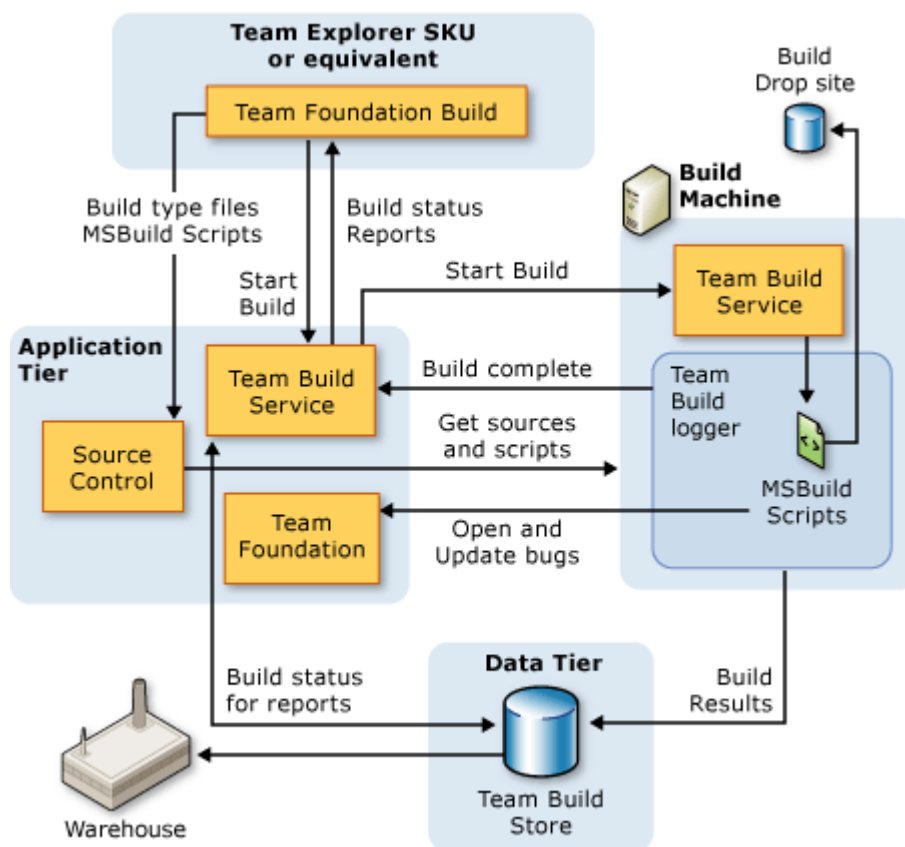 Team Explorer SKU
or equivalent
Team Foundation Build
Build
Drop site
Build
Machine
Build type files
MSBuild Scripts
Build status
Reports
Start
Build
Start Build
Team Build
Service
Application
Tier
Team Build
Service
Build complete
Team
Build
logger
Get sources
and scripts
Source
Control
MSBuild
Scripts
Team
Foundation
Open and
Update bugs
Data Tier
Build status
for reports
Build
Results
Team Build
Store
Warehouse